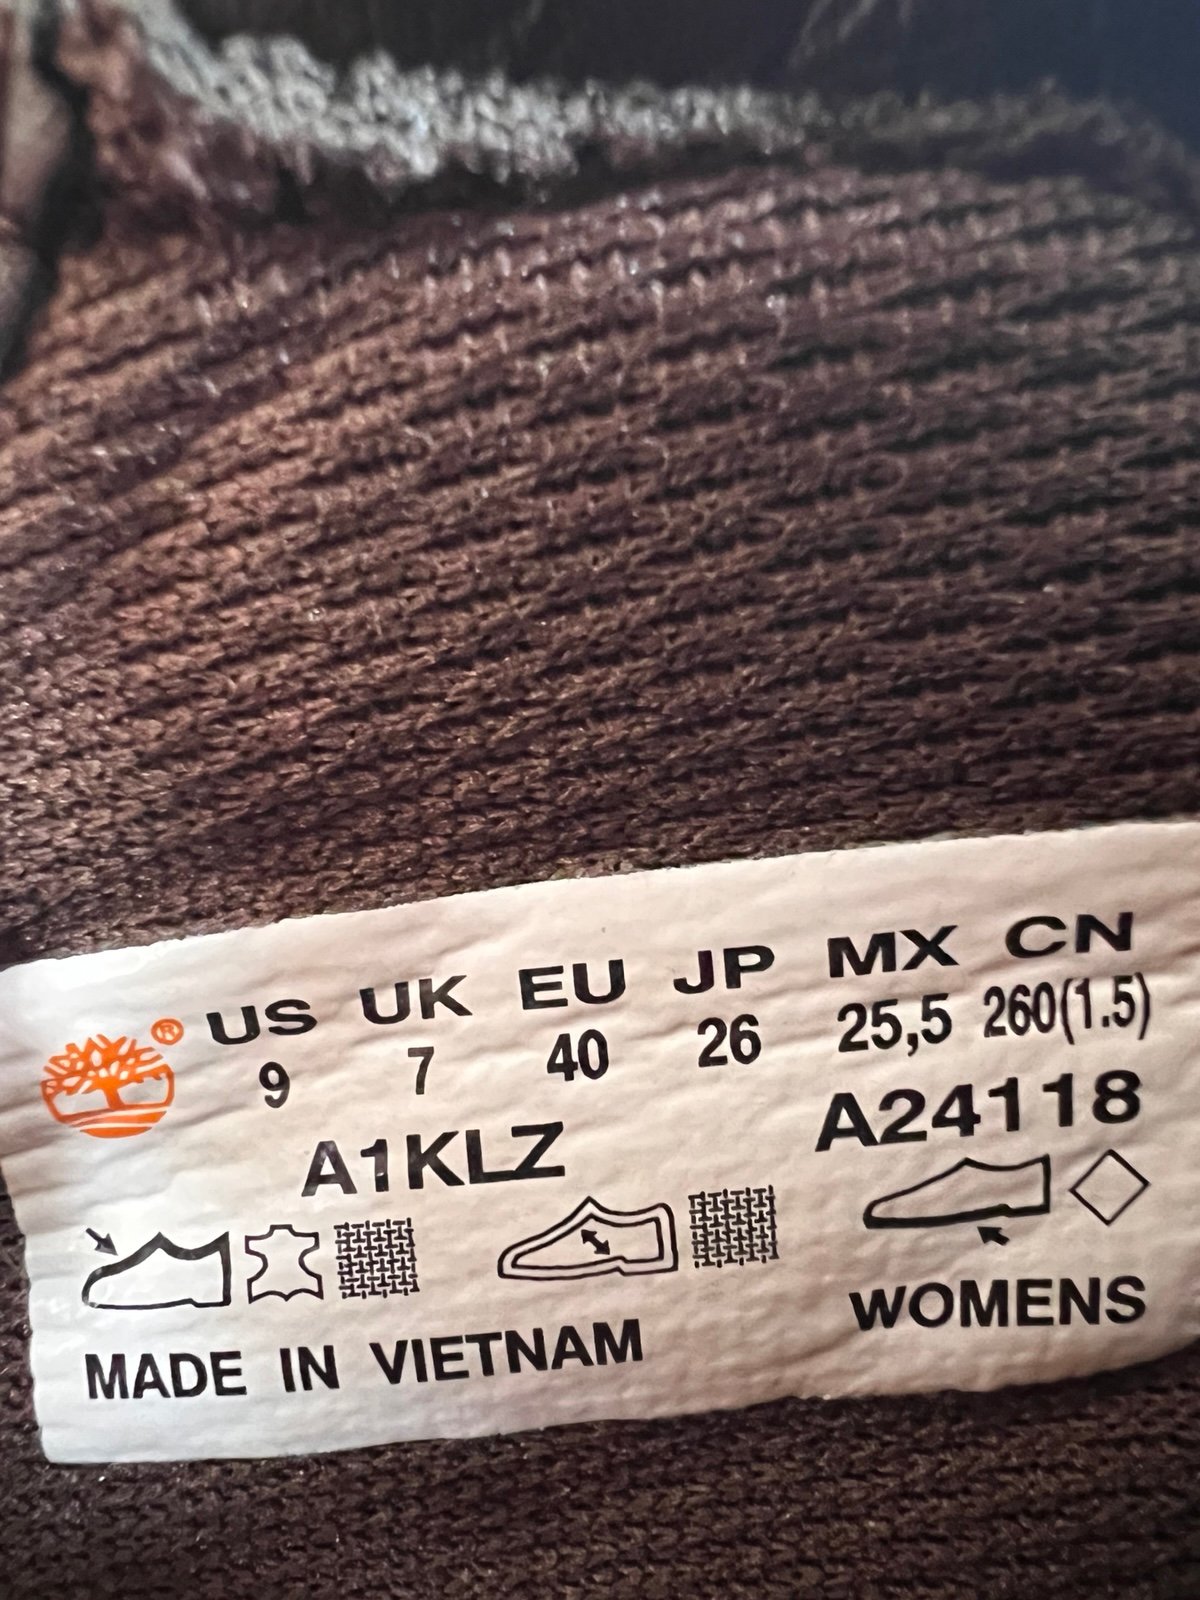 ® US UK EU JP MX CN
9 7 40 26 25,5 260(1.5)
A1KLZ A24118
MADE IN VIETNAM WOMENS